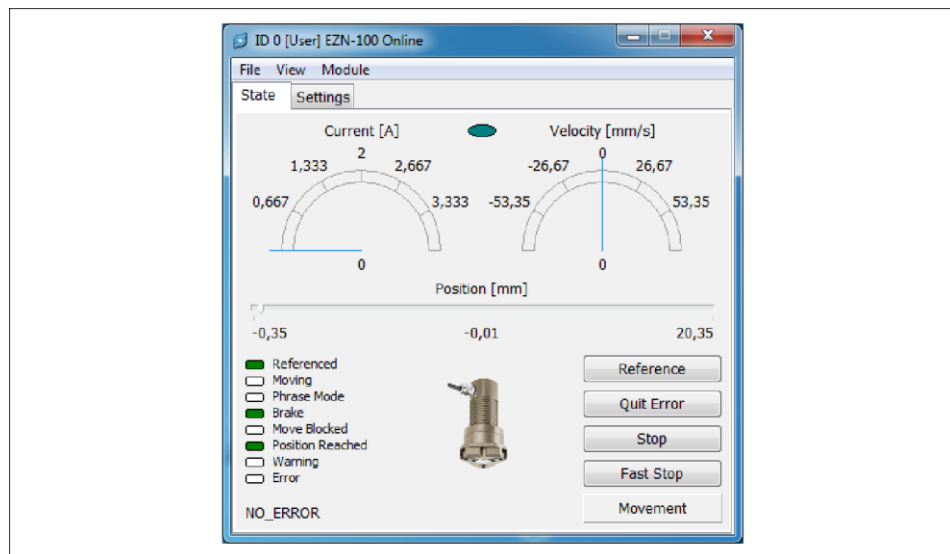 ID 0 [User] EZN-100 Online
File View Module
State Settings
Current [A] Velocity [mm/s]
2 0
1,333 2,667 -26,67 26,67
0,667 3,333 -53,35 53,35
0 0
Position [mm]
-0,35 -0,01 20,35
Referenced
Moving
Phrase Mode
Brake
Move Blocked
Position Reached
Warning
Error
NO_ERROR
Reference
Quit Error
Stop
Fast Stop
Movement